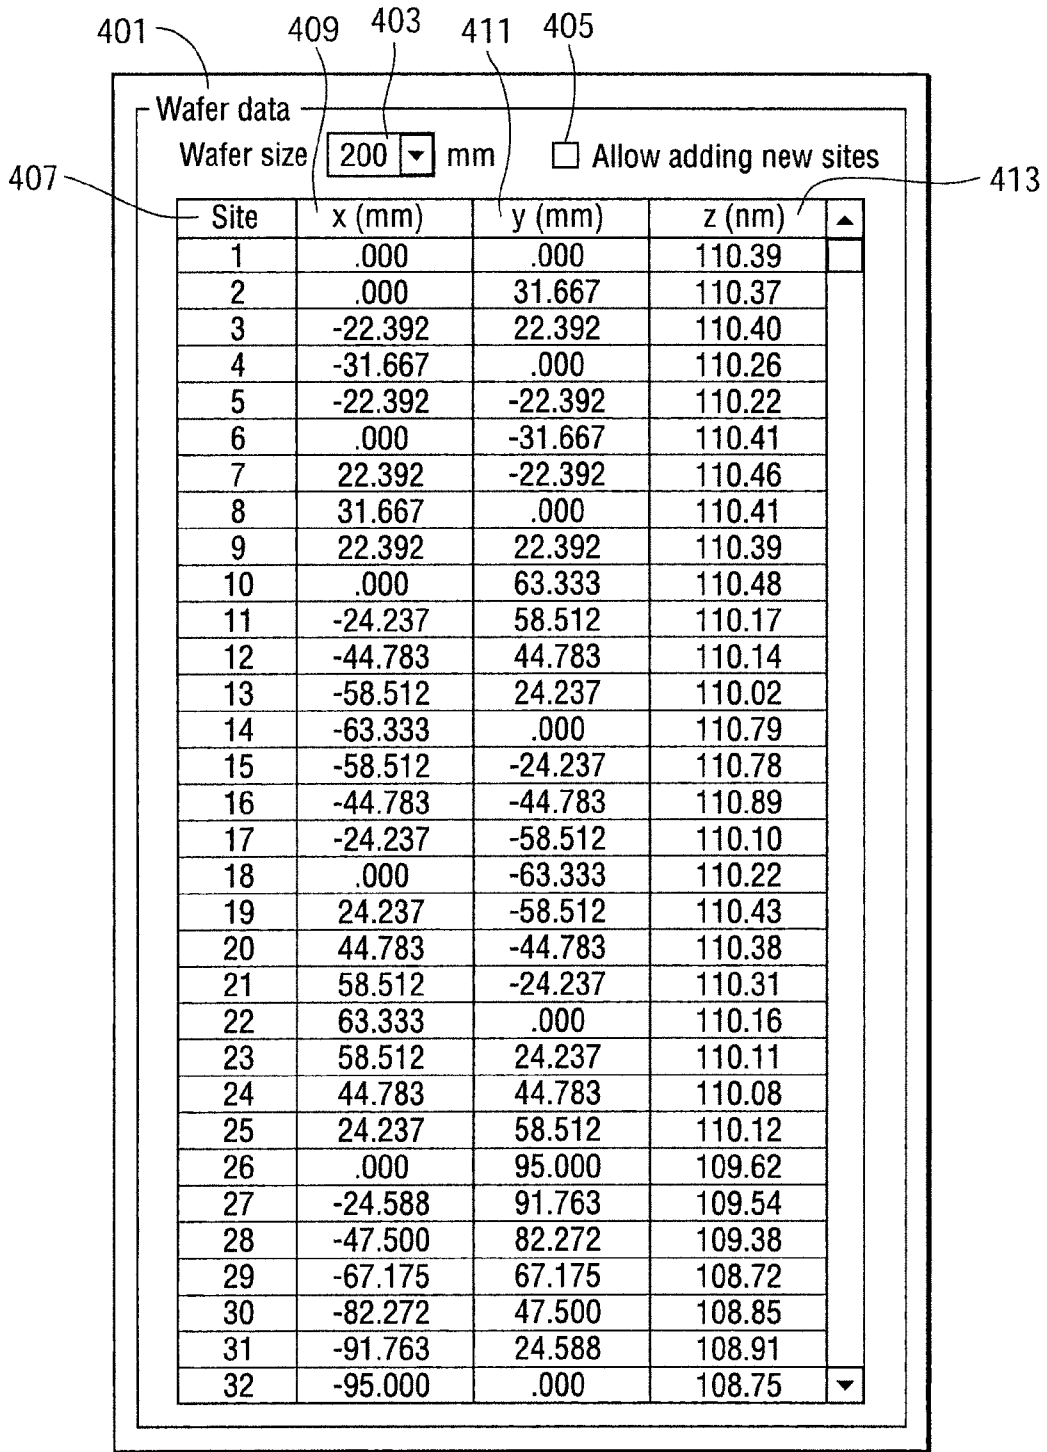 401 409 403 411 405
Wafer data
Wafer size 200 mm Allow adding new sites
407 413
Site x (mm) y (mm) z (nm)
1 .000 .000 110.39
2 .000 31.667 110.37
3 -22.392 22.392 110.40
4 -31.667 .000 110.26
5 -22.392 -22.392 110.22
6 .000 -31.667 110.41
7 22.392 -22.392 110.46
8 31.667 .000 110.41
9 22.392 22.392 110.39
10 .000 63.333 110.48
11 -24.237 58.512 110.17
12 -44.783 44.783 110.14
13 -58.512 24.237 110.02
14 -63.333 .000 110.79
15 -58.512 -24.237 110.78
16 -44.783 -44.783 110.89
17 -24.237 -58.512 110.10
18 .000 -63.333 110.22
19 24.237 -58.512 110.43
20 44.783 -44.783 110.38
21 58.512 -24.237 110.31
22 63.333 .000 110.16
23 58.512 24.237 110.11
24 44.783 44.783 110.08
25 24.237 58.512 110.12
26 .000 95.000 109.62
27 -24.588 91.763 109.54
28 -47.500 82.272 109.38
29 -67.175 67.175 108.72
30 -82.272 47.500 108.85
31 -91.763 24.588 108.91
32 -95.000 .000 108.75